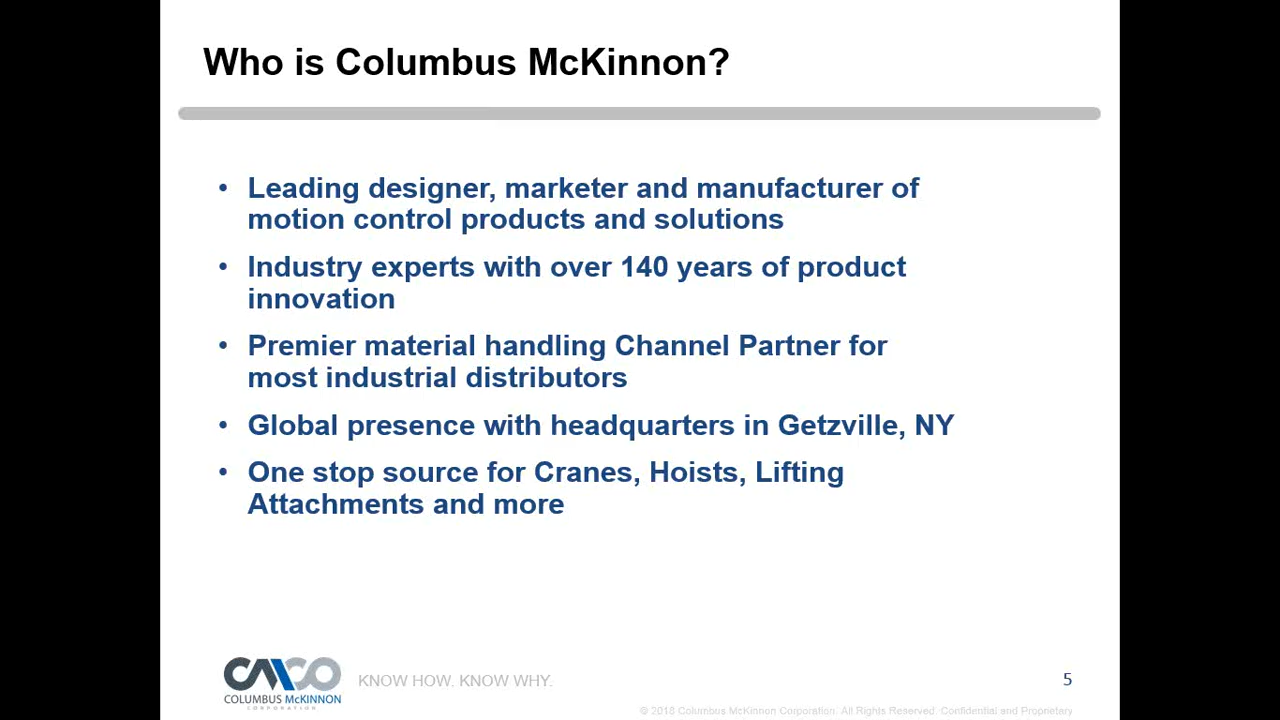 Who is Columbus McKinnon?
• Leading designer, marketer and manufacturer of
motion control products and solutions
• Industry experts with over 140 years of product
innovation
• Premier material handling Channel Partner for
most industrial distributors
• Global presence with headquarters in Getzville, NY
• One stop source for Cranes, Hoists, Lifting
Attachments and more
CMCO
COLUMBUS McKINNON
CORPORATION
KNOW HOW. KNOW WHY.
5
© 2018 Columbus McKinnon Corporation. All Rights Reserved. Confidential and Proprietary